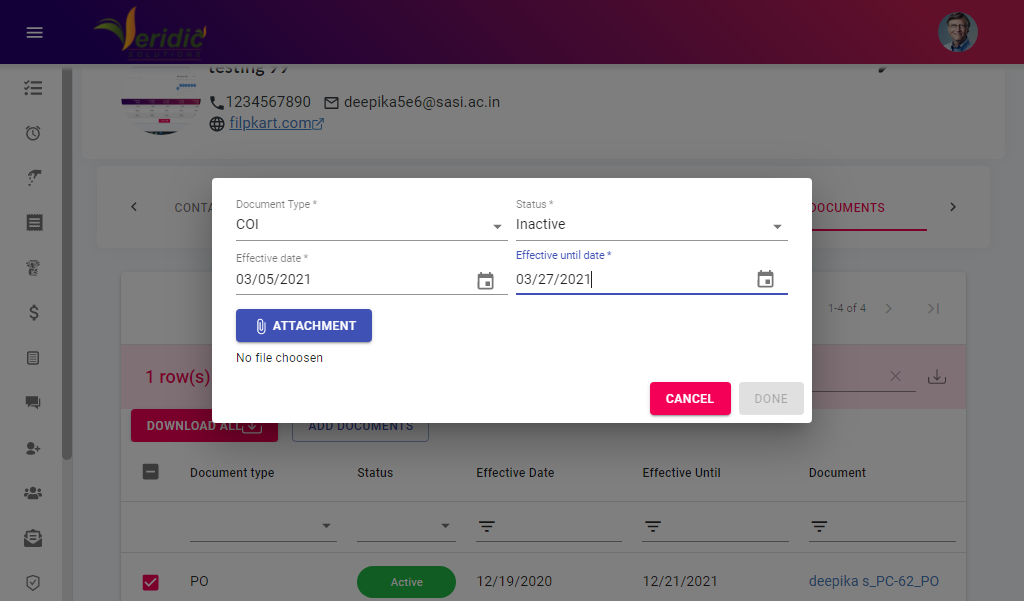 Veridic
SOLUTIONS
testing 99
1234567890 deepika5e6@sasi.ac.in
filpkart.com
CONTA
DOCUMENTS
Document Type *
Status *
COI
Inactive
Effective date *
Effective until date *
03/05/2021
03/27/2021
ATTACHMENT
No file choosen
CANCEL
DONE
1-4 of 4
1 row(s)
DOWNLOAD ALL
ADD DOCUMENTS
Document type
Status
Effective Date
Effective Until
Document
PO
Active
12/19/2020
12/21/2021
deepika s_PC-62_PO